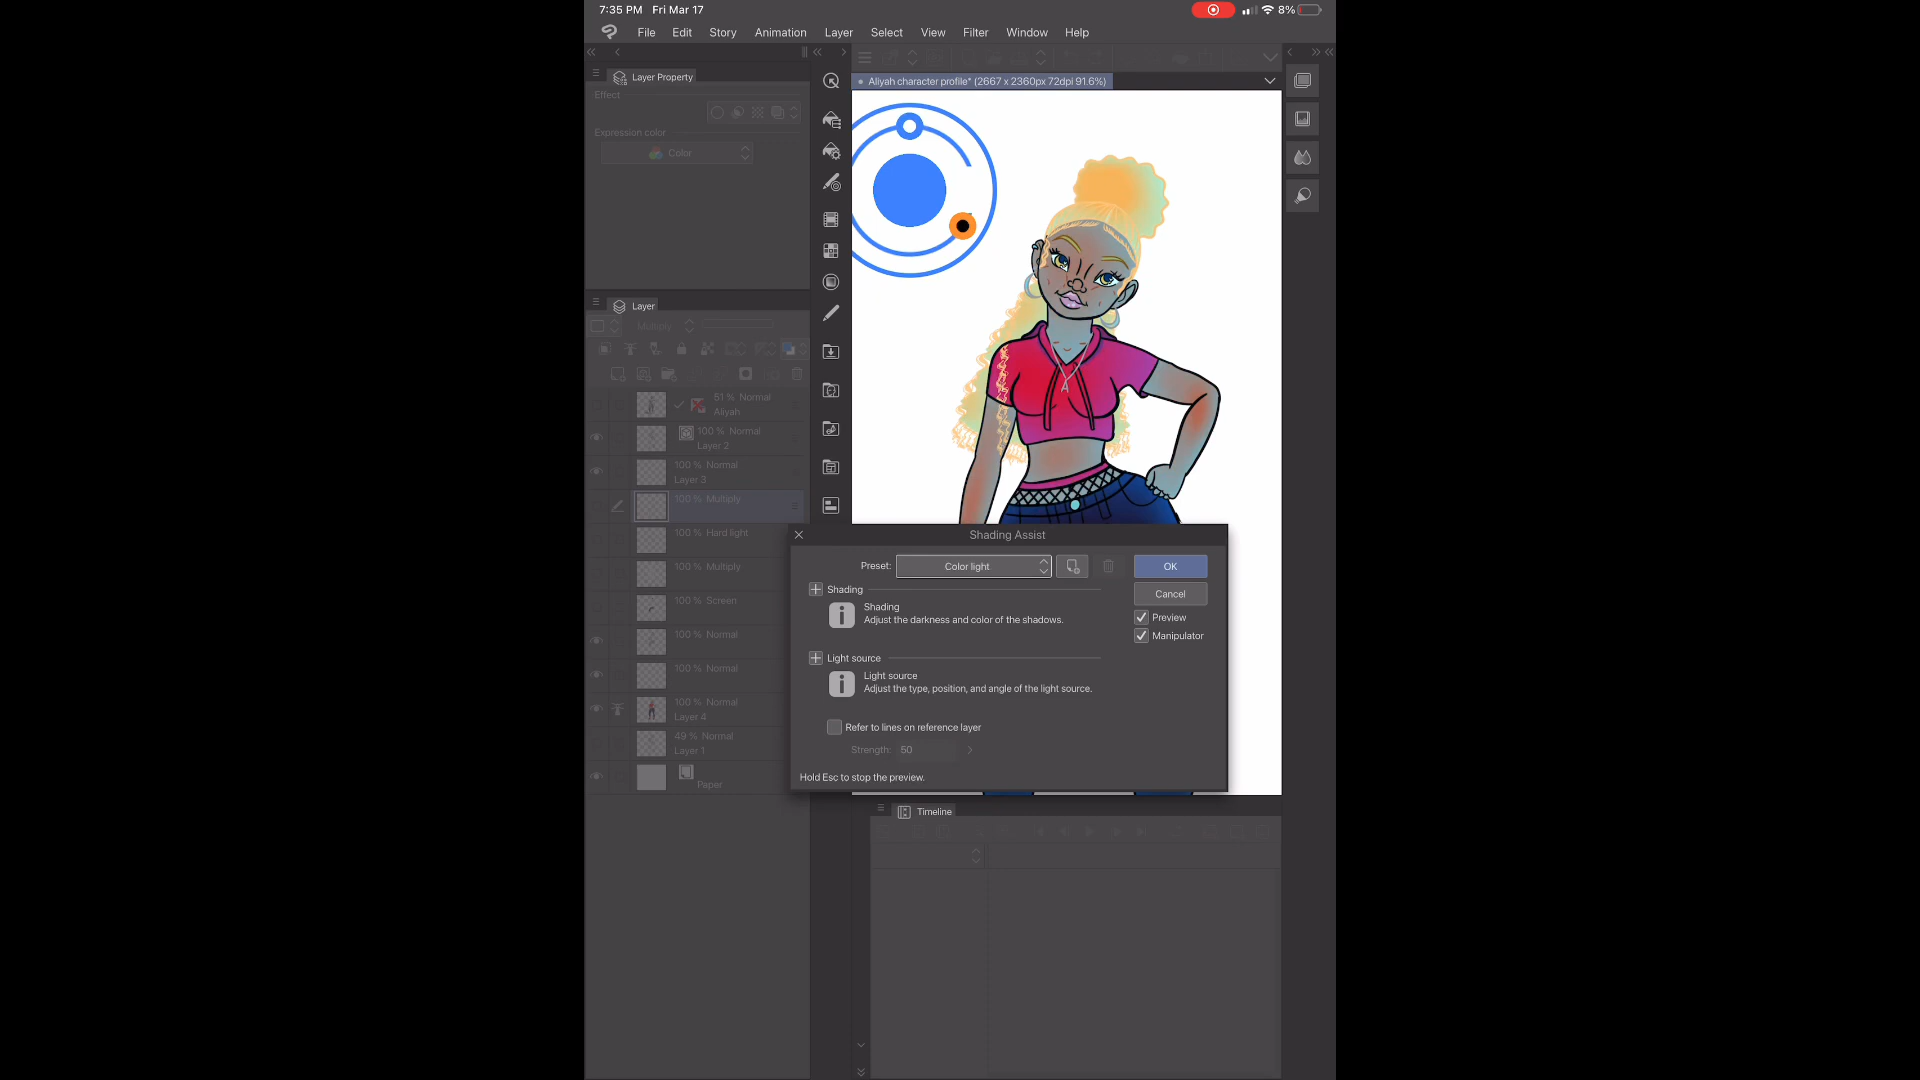 7:35 PM Fri Mar 17
8%
File Edit Story Animation Layer Select View Filter Window Help
Layer Property
Aliyah character profile* (2667 x 2360px 72dpi 91.6%)
Effect
Expression color
Color
Layer
Multiply
51 % Normal
Aliyah
100 % Normal
Layer 2
100 % Normal
Layer 3
100 % Multiply
100 % Hard light
100 % Multiply
100 % Screen
100 % Normal
100 % Normal
100 % Normal
Layer 4
49 % Normal
Layer 1
Paper
A
Shading Assist
Preset: Color light
OK
Cancel
Preview
Manipulator
Shading
Shading
Adjust the darkness and color of the shadows.
Light source
Light source
Adjust the type, position, and angle of the light source.
Refer to lines on reference layer
Strength: 50
Hold Esc to stop the preview.
Timeline